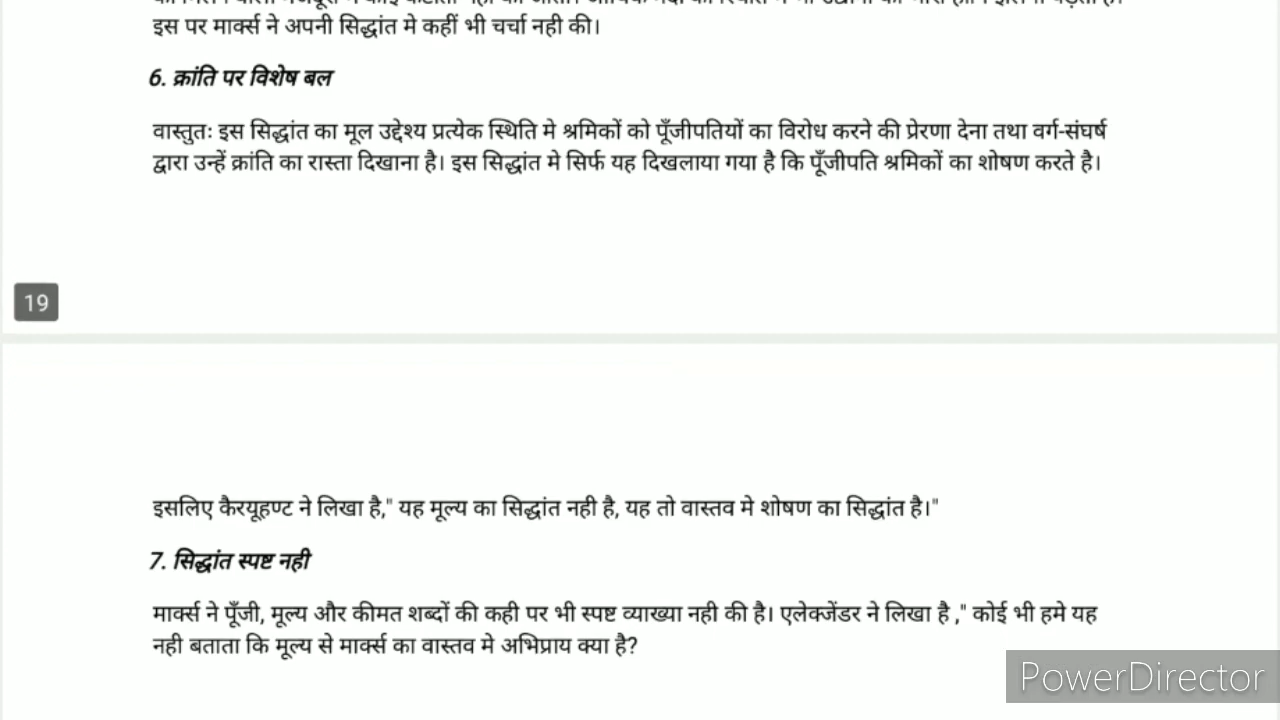 इस पर मार्क्स ने अपनी सिद्धांत मे कहीं भी चर्चा नही की।
6. क्रांति पर विशेष बल
वास्तुतः इस सिद्धांत का मूल उद्देश्य प्रत्येक स्थिति मे श्रमिकों को पूँजीपतियों का विरोध करने की प्रेरणा देना तथा वर्ग-संघर्ष
द्वारा उन्हें क्रांति का रास्ता दिखाना है। इस सिद्धांत मे सिर्फ यह दिखलाया गया है कि पूँजीपति श्रमिकों का शोषण करते है।
19
इसलिए कैरयूहण्ट ने लिखा है," यह मूल्य का सिद्धांत नही है, यह तो वास्तव मे शोषण का सिद्धांत है।"
7. सिद्धांत स्पष्ट नही
मार्क्स ने पूँजी, मूल्य और कीमत शब्दों की कही पर भी स्पष्ट व्याख्या नही की है। एलेक्जेंडर ने लिखा है ," कोई भी हमे यह
नही बताता कि मूल्य से मार्क्स का वास्तव मे अभिप्राय क्या है?
PowerDirector